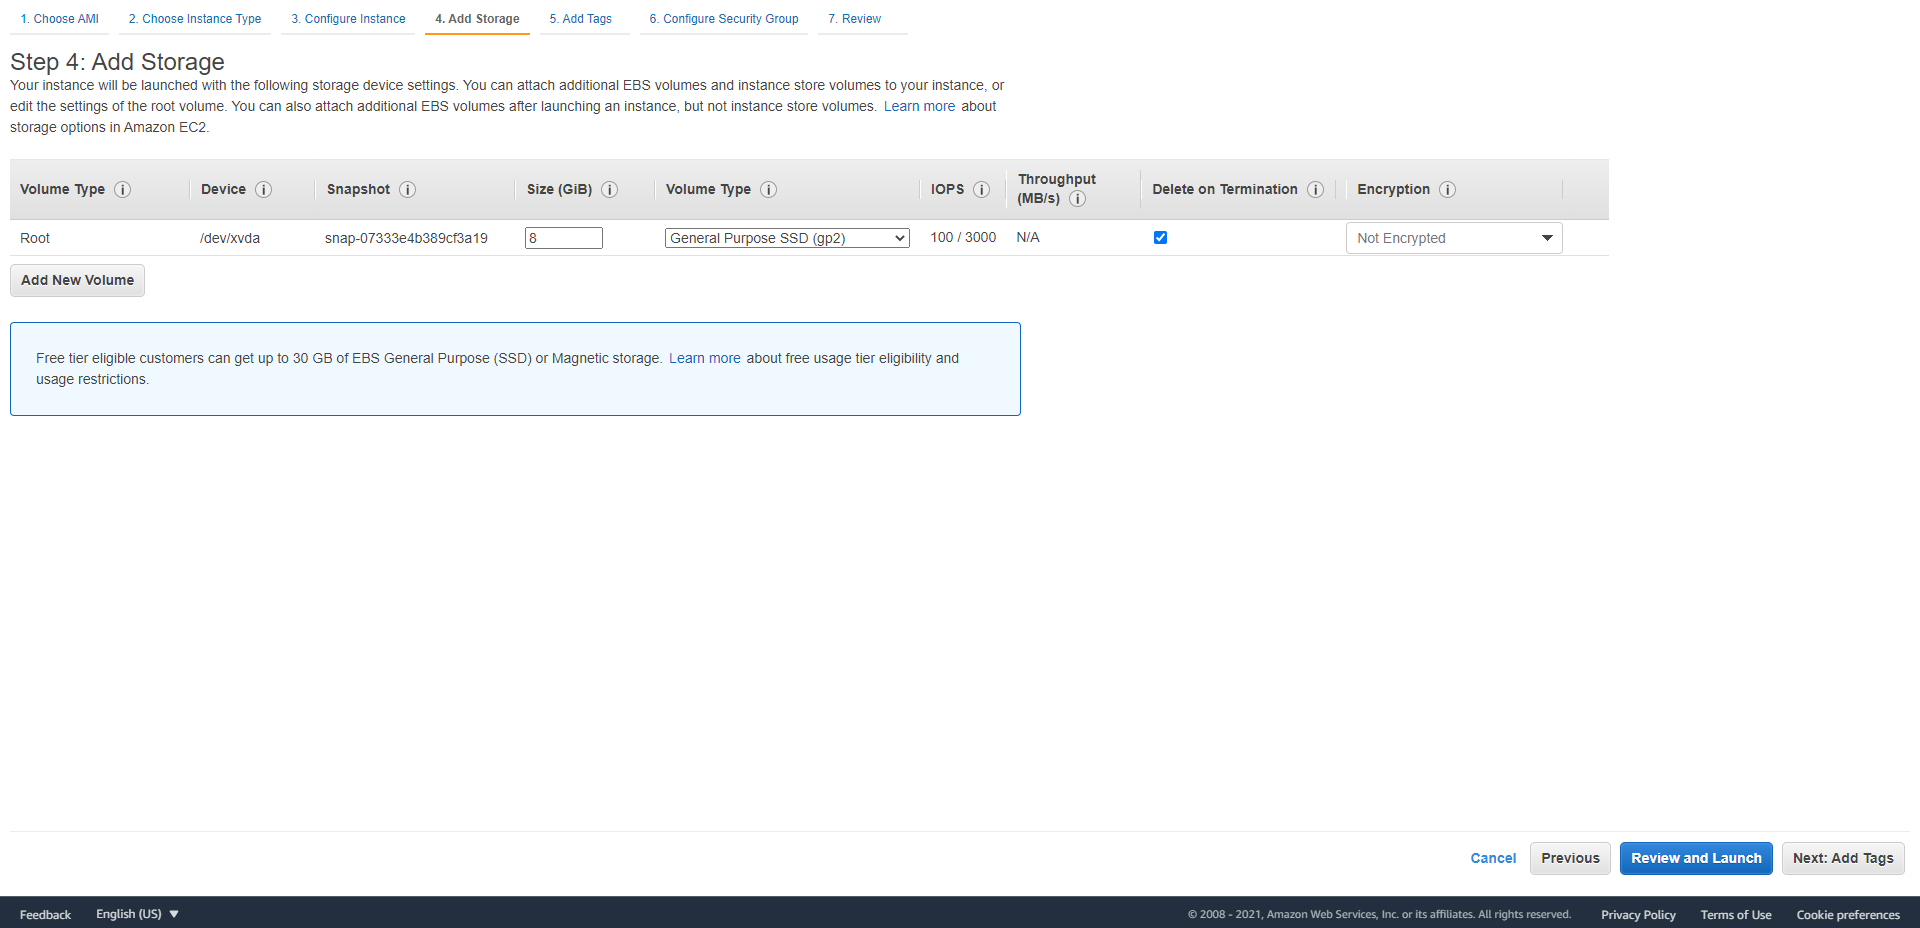 1. Choose AMI 2. Choose Instance Type 3. Configure Instance 4. Add Storage 5. Add Tags 6. Configure Security Group 7. Review
Step 4: Add Storage
Your instance will be launched with the following storage device settings. You can attach additional EBS volumes and instance store volumes to your instance, or
edit the settings of the root volume. You can also attach additional EBS volumes after launching an instance, but not instance store volumes. Learn more about
storage options in Amazon EC2.
Volume Type i Device i Snapshot i Size (GiB) i Volume Type i IOPS i Throughput (MB/s) i Delete on Termination i Encryption i
Root /dev/xvda snap-07333e4b389cf3a19 8 General Purpose SSD (gp2) 100 / 3000 N/A Not Encrypted
Add New Volume
Free tier eligible customers can get up to 30 GB of EBS General Purpose (SSD) or Magnetic storage. Learn more about free usage tier eligibility and
usage restrictions.
Cancel Previous Review and Launch Next: Add Tags
Feedback English (US) © 2008 - 2021, Amazon Web Services, Inc. or its affiliates. All rights reserved. Privacy Policy Terms of Use Cookie preferences